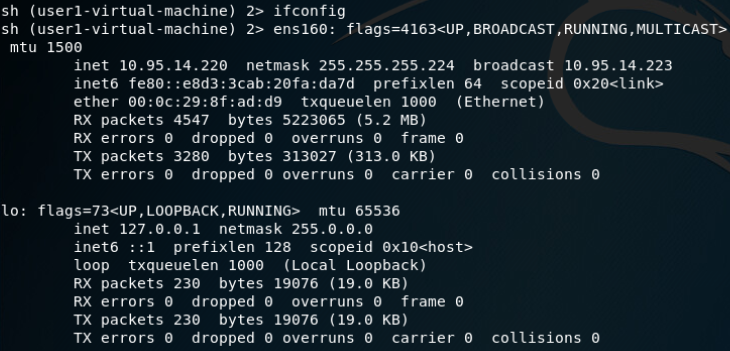 sh (user1-virtual-machine) 2> ifconfig
sh (user1-virtual-machine) 2> ens160: flags=4163<UP,BROADCAST,RUNNING,MULTICAST>
 mtu 1500
        inet 10.95.14.220  netmask 255.255.255.224  broadcast 10.95.14.223
        inet6 fe80::e8d3:3cab:20fa:da7d  prefixlen 64  scopeid 0x20<link>
        ether 00:0c:29:8f:ad:d9  txqueuelen 1000  (Ethernet)
        RX packets 4547  bytes 5223065 (5.2 MB)
        RX errors 0  dropped 0  overruns 0  frame 0
        TX packets 3280  bytes 313027 (313.0 KB)
        TX errors 0  dropped 0 overruns 0  carrier 0  collisions 0

lo: flags=73<UP,LOOPBACK,RUNNING>  mtu 65536
        inet 127.0.0.1  netmask 255.0.0.0
        inet6 ::1  prefixlen 128  scopeid 0x10<host>
        loop  txqueuelen 1000  (Local Loopback)
        RX packets 230  bytes 19076 (19.0 KB)
        RX errors 0  dropped 0  overruns 0  frame 0
        TX packets 230  bytes 19076 (19.0 KB)
        TX errors 0  dropped 0 overruns 0  carrier 0  collisions 0